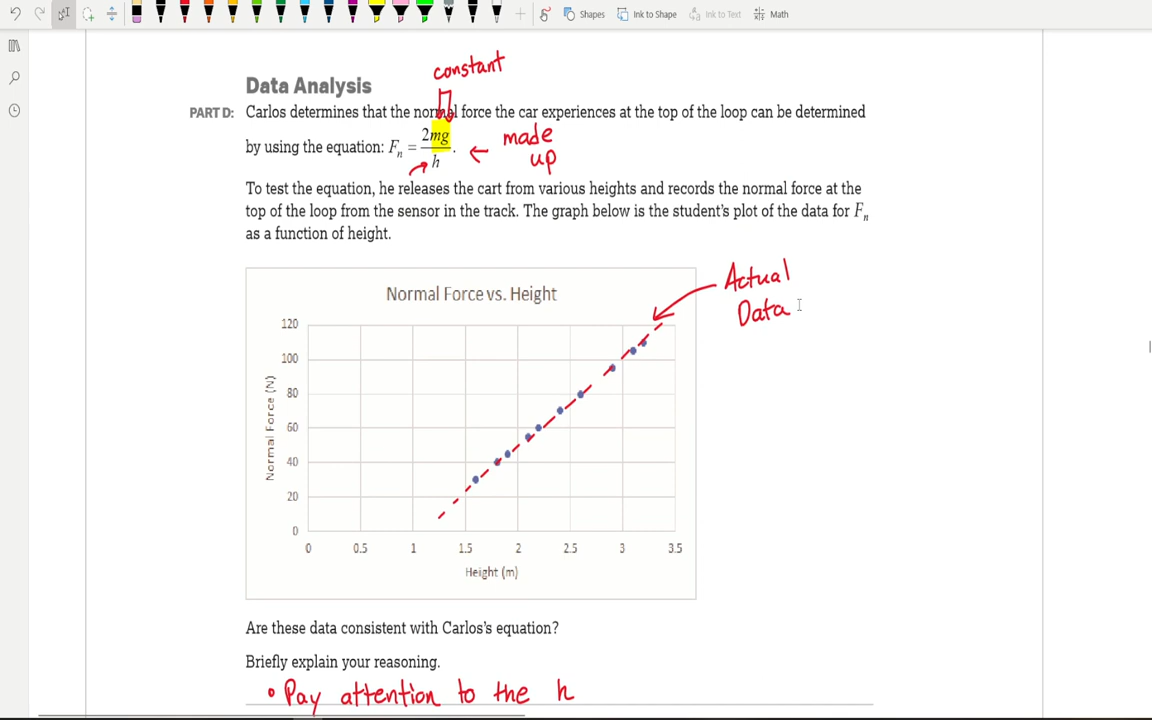 Shapes
Ink to Shape
Ink to Text
Math
constant
Data Analysis
PART D: Carlos determines that the normal force the car experiences at the top of the loop can be determined
by using the equation: Fₙ = 2mg/h. ← made up
To test the equation, he releases the cart from various heights and records the normal force at the
top of the loop from the sensor in the track. The graph below is the student's plot of the data for Fₙ
as a function of height.
Actual
Data
Normal Force vs. Height
120
100
80
60
40
20
0
Normal Force (N)
0 0.5 1 1.5 2 2.5 3 3.5
Height (m)
Are these data consistent with Carlos's equation?
Briefly explain your reasoning.
• Pay attention to the h